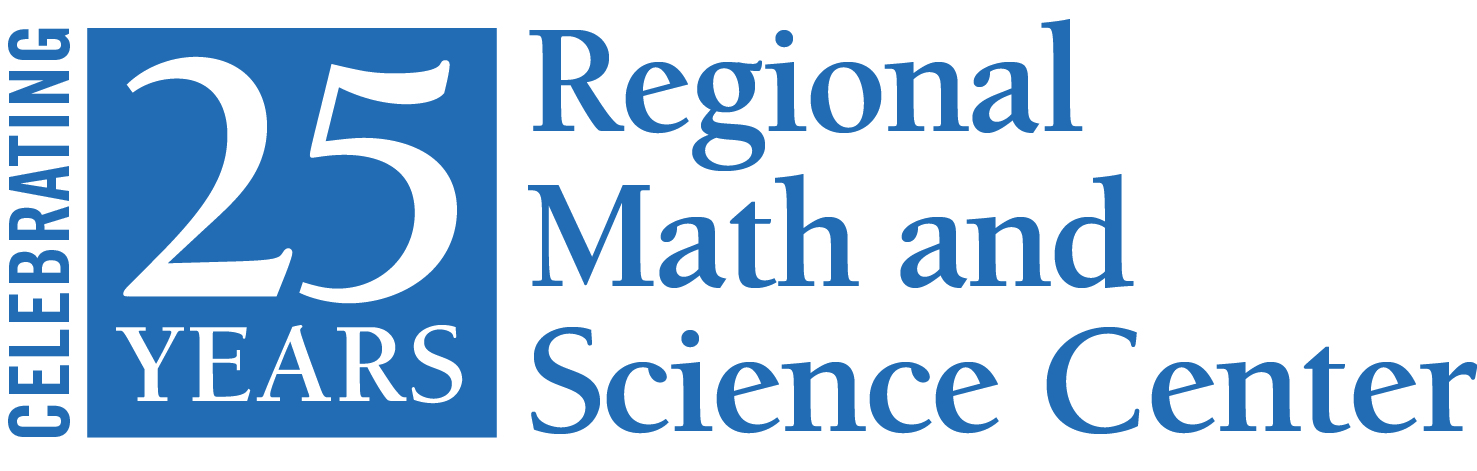 CELEBRATING
25
YEARS
Regional
Math and
Science Center